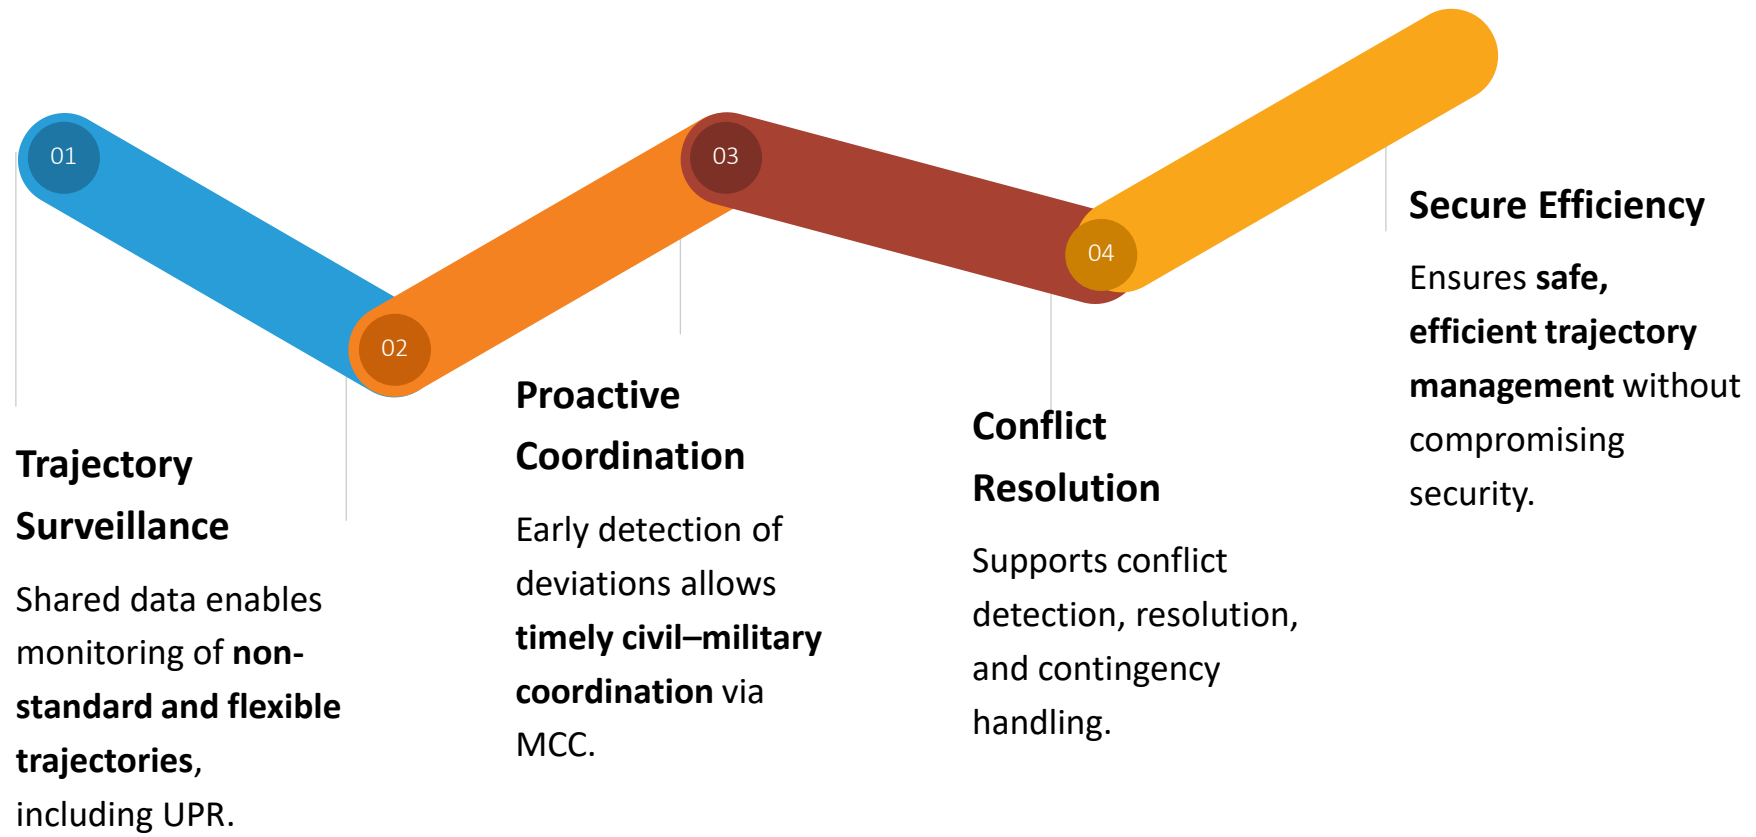 01
02
03
04
Trajectory
Surveillance
Shared data enables
monitoring of non-
standard and flexible
trajectories,
including UPR.
Proactive
Coordination
Early detection of
deviations allows
timely civil–military
coordination via
MCC.
Conflict
Resolution
Supports conflict
detection, resolution,
and contingency
handling.
Secure Efficiency
Ensures safe,
efficient trajectory
management without
compromising
security.